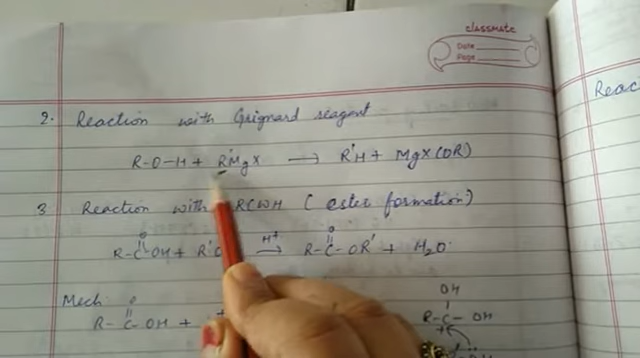 classmate
Date
Page
2. Reaction with Grignard reagent
R-O-H + R'MgX → R'H + MgX(OR)
Reac
3 Reaction with RCOOH (ester formation)
O O
R-C-OH + R'O H+ → R-C-OR' + H2O
Mech
O OH
R-C-OH + R-C-OH